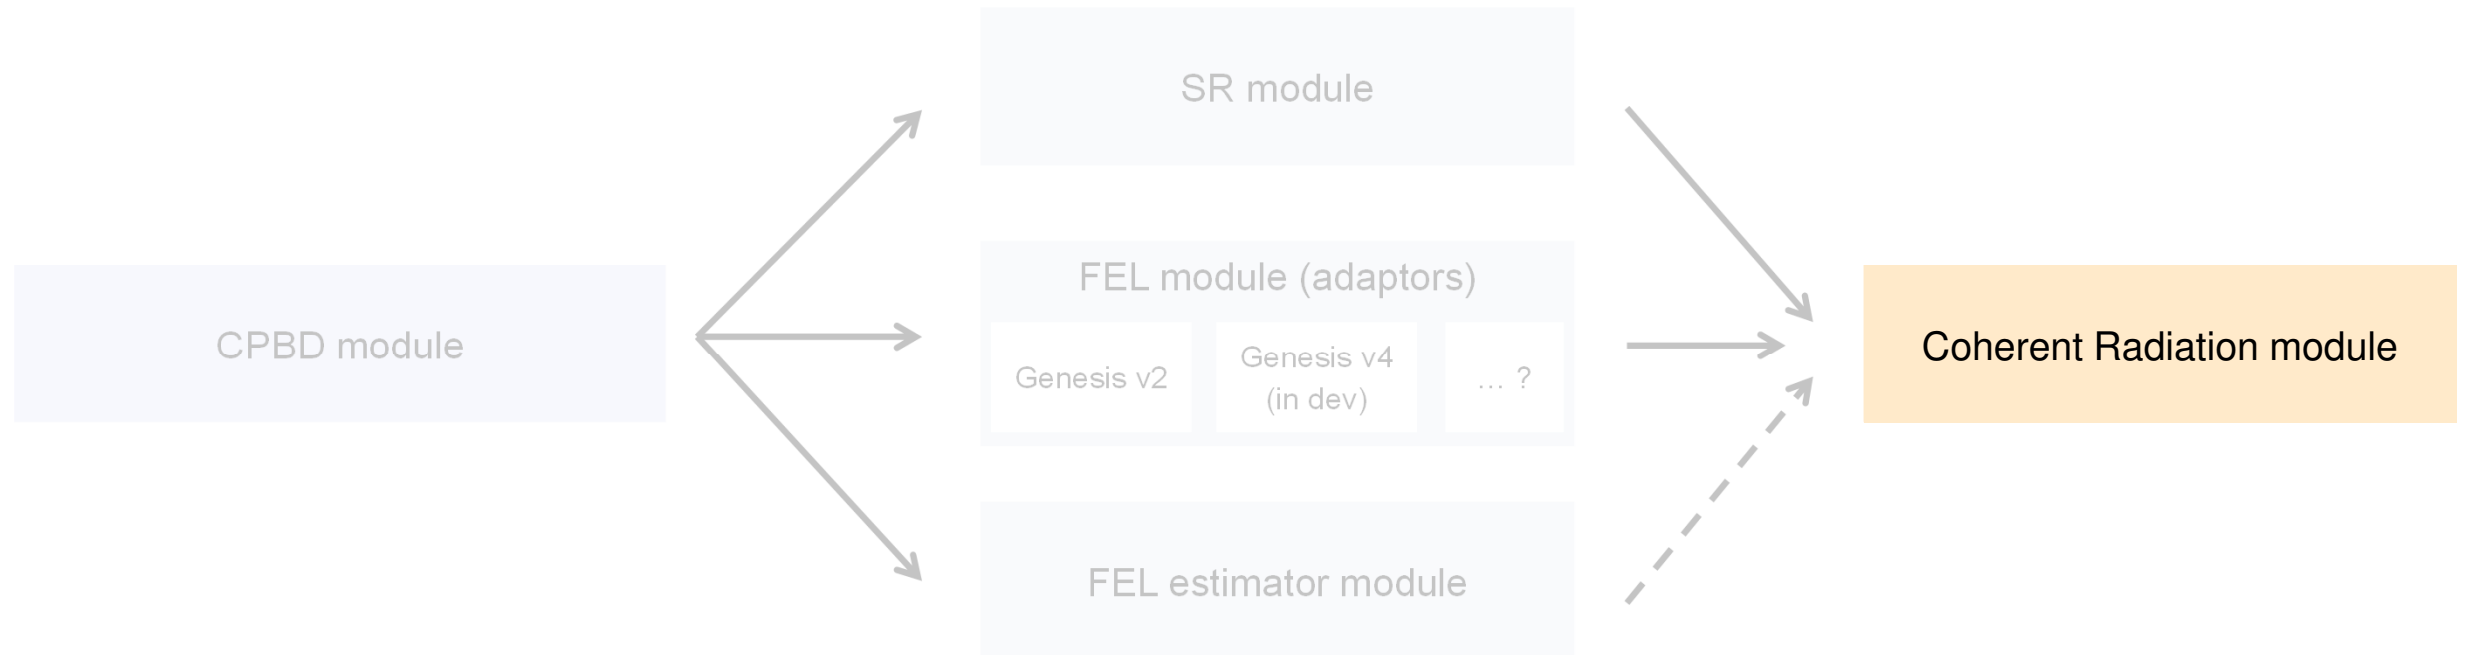 SR module
CPBD module
FEL module (adaptors)
Genesis v2
Genesis v4
(in dev)
... ?
FEL estimator module
Coherent Radiation module